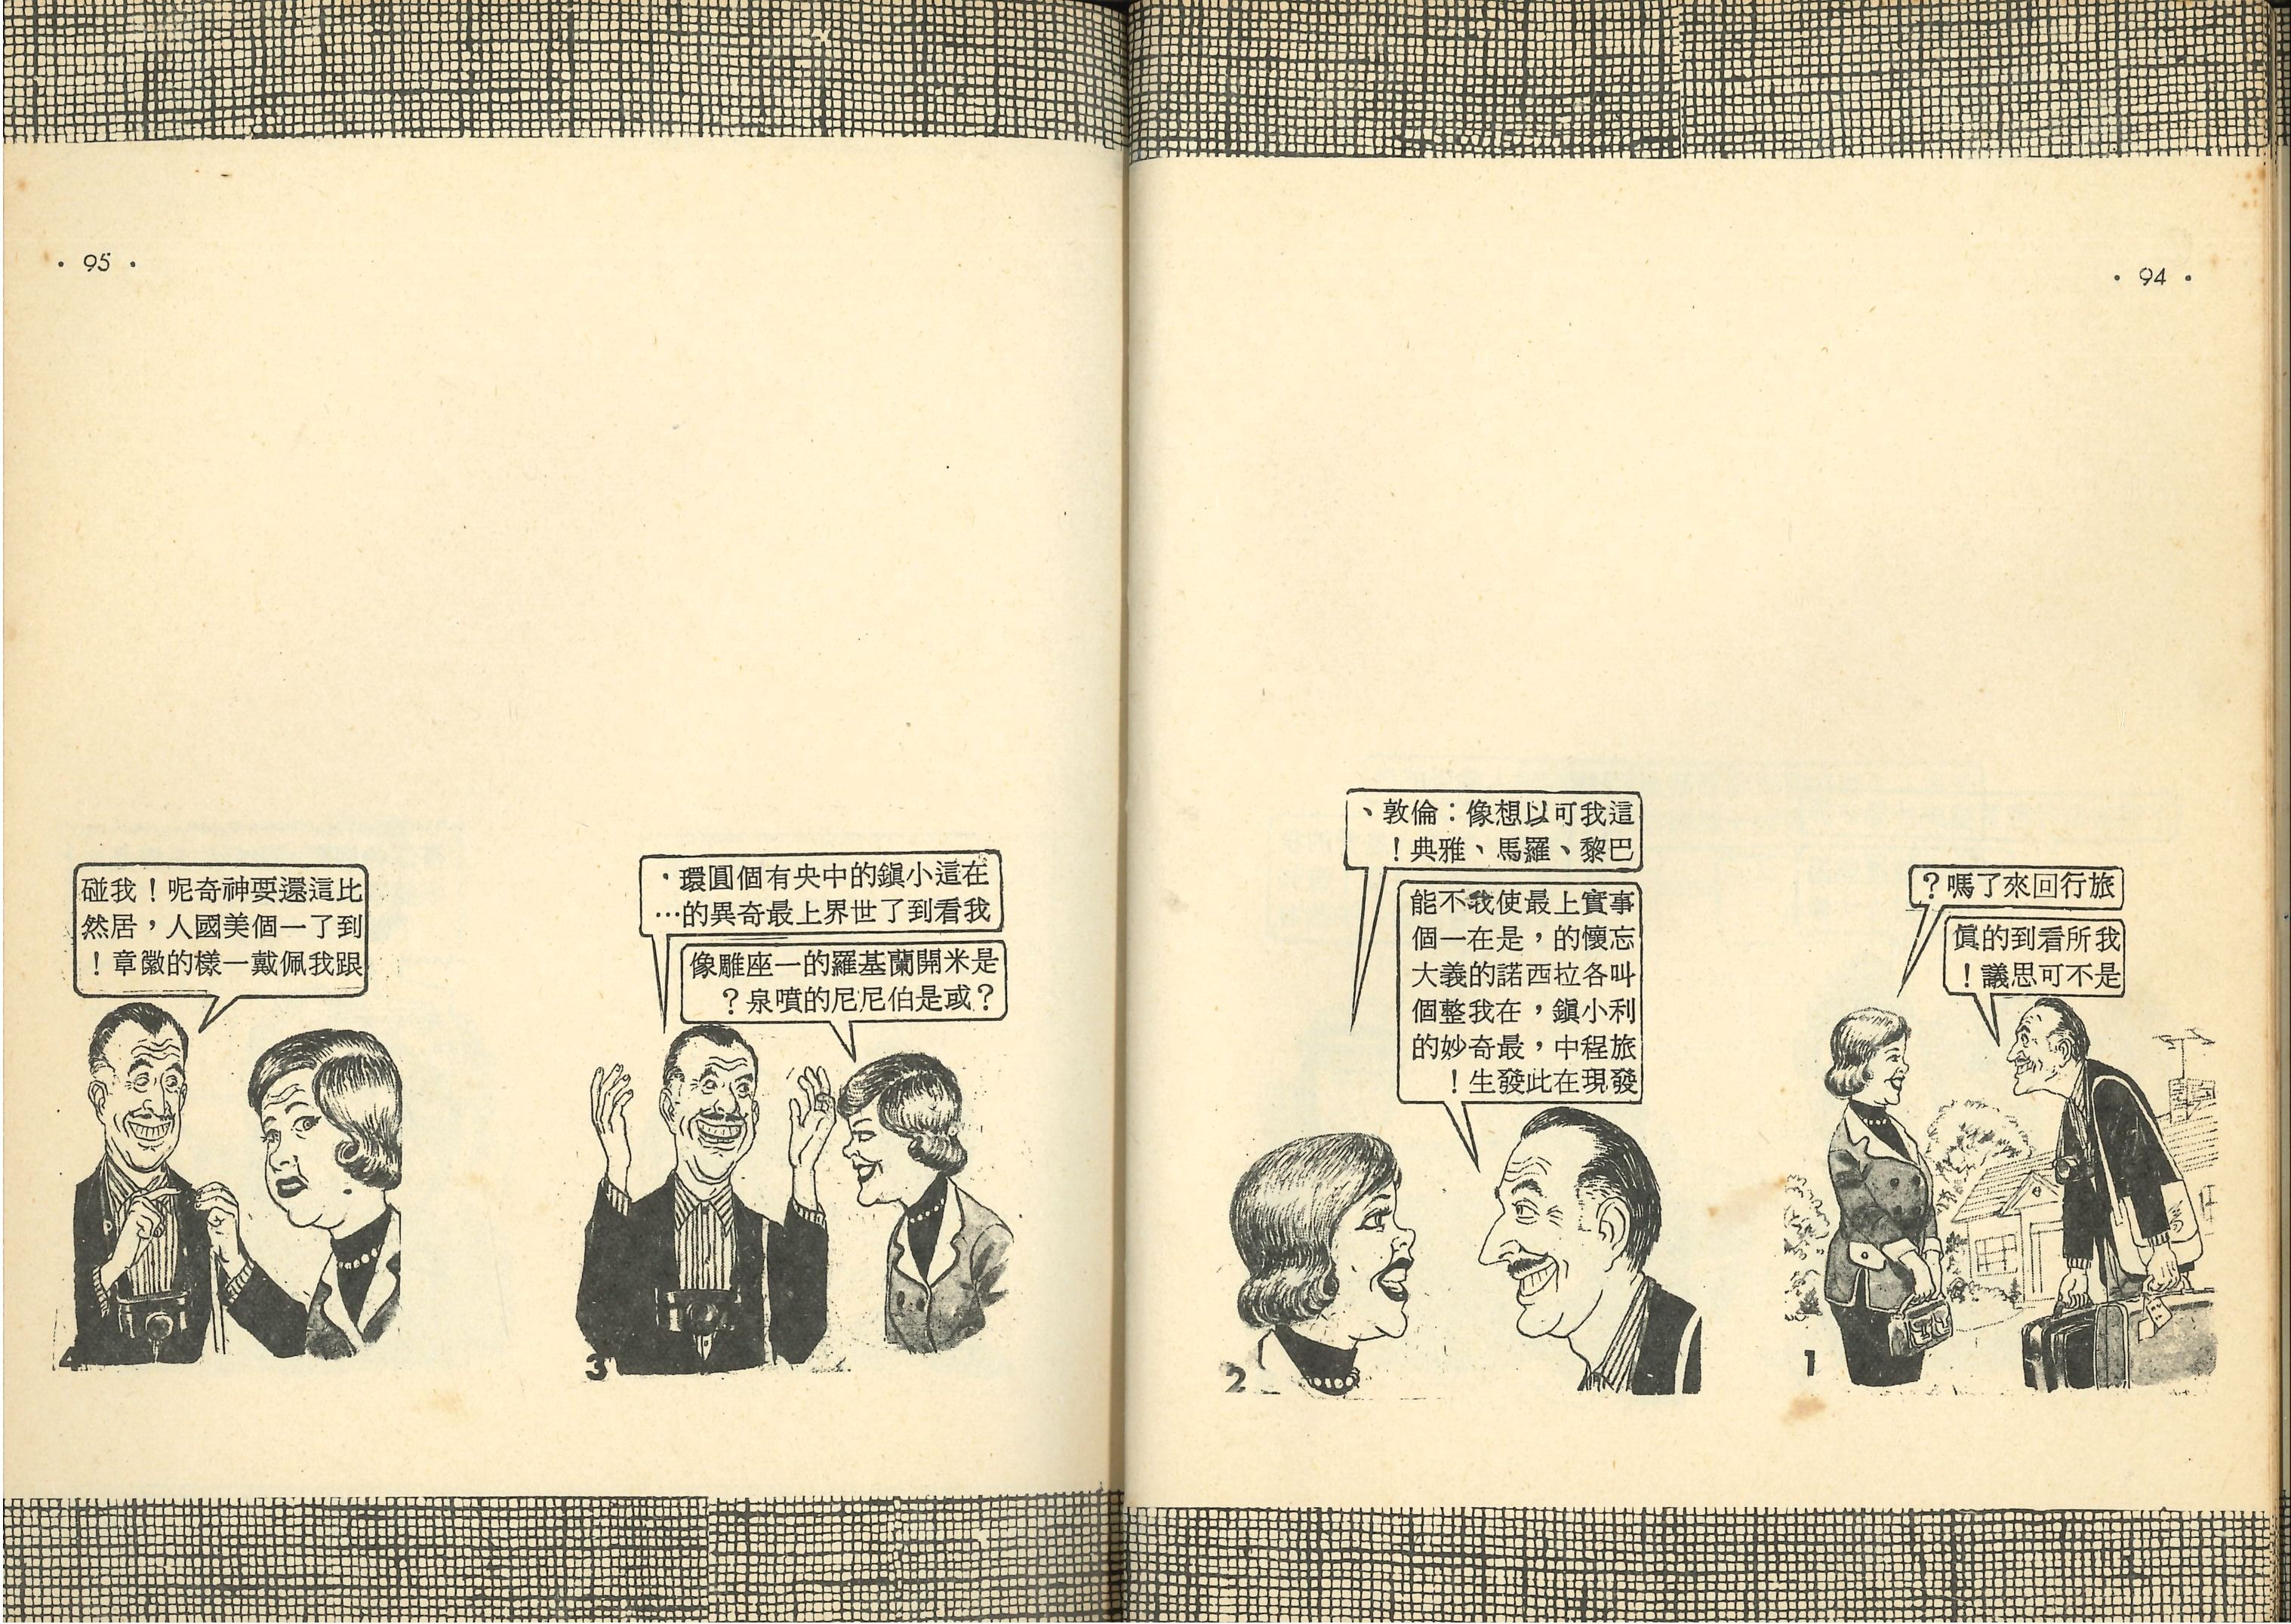 · 94 ·
旅行回來了嗎？
我所看到的眞
是不可思議！
1
這我可以想像：倫敦、
巴黎、羅馬、雅典！
事實上最使我不能
忘懷的，是在一個
叫各拉西諾的義大
利小鎭，在我整個
旅程中，最奇妙的
發現在此發生！
2
· 95 ·
在這小鎭的中央有個圓環，
我看到了世界上最奇異的…
是米開蘭基羅的一座雕像
？或是伯尼尼的噴泉？
3
比這還要神奇呢！我碰
到了一個美國人，居然
跟我佩戴一樣的徽章！
4